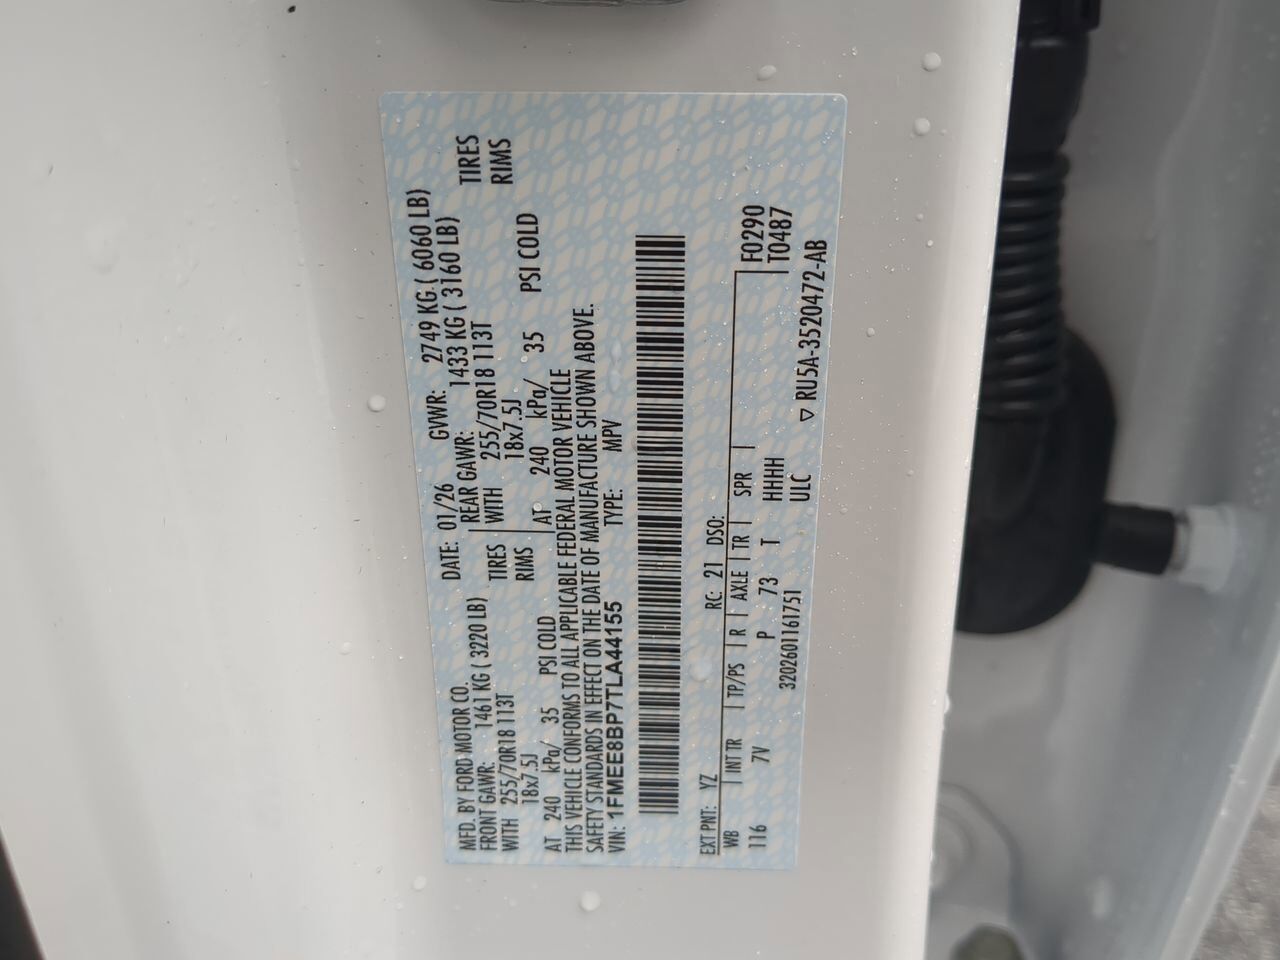 MFD. BY FORD MOTOR CO.
DATE: 01/26 GVWR: 2749 KG ( 6060 LB)
FRONT GAWR: 1461 KG ( 3220 LB) REAR GAWR: 1433 KG ( 3160 LB)
WITH 255/70R18 113T TIRES WITH 255/70R18 113T TIRES
18x7.5J RIMS 18x7.5J RIMS
AT 240 kPa/ 35 PSI COLD AT 240 kPa/ 35 PSI COLD
THIS VEHICLE CONFORMS TO ALL APPLICABLE FEDERAL MOTOR VEHICLE
SAFETY STANDARDS IN EFFECT ON THE DATE OF MANUFACTURE SHOWN ABOVE.
VIN: 1FMEE8BP7TLA44155 TYPE: MPV
EXT PNT: YZ RC: 21 DSO:
WB INT TR TP/PS R AXLE TR SPR F0290
116 7V P 73 T HHHH T0487
3202601161751 ULC
▽ RU5A-3520472-AB